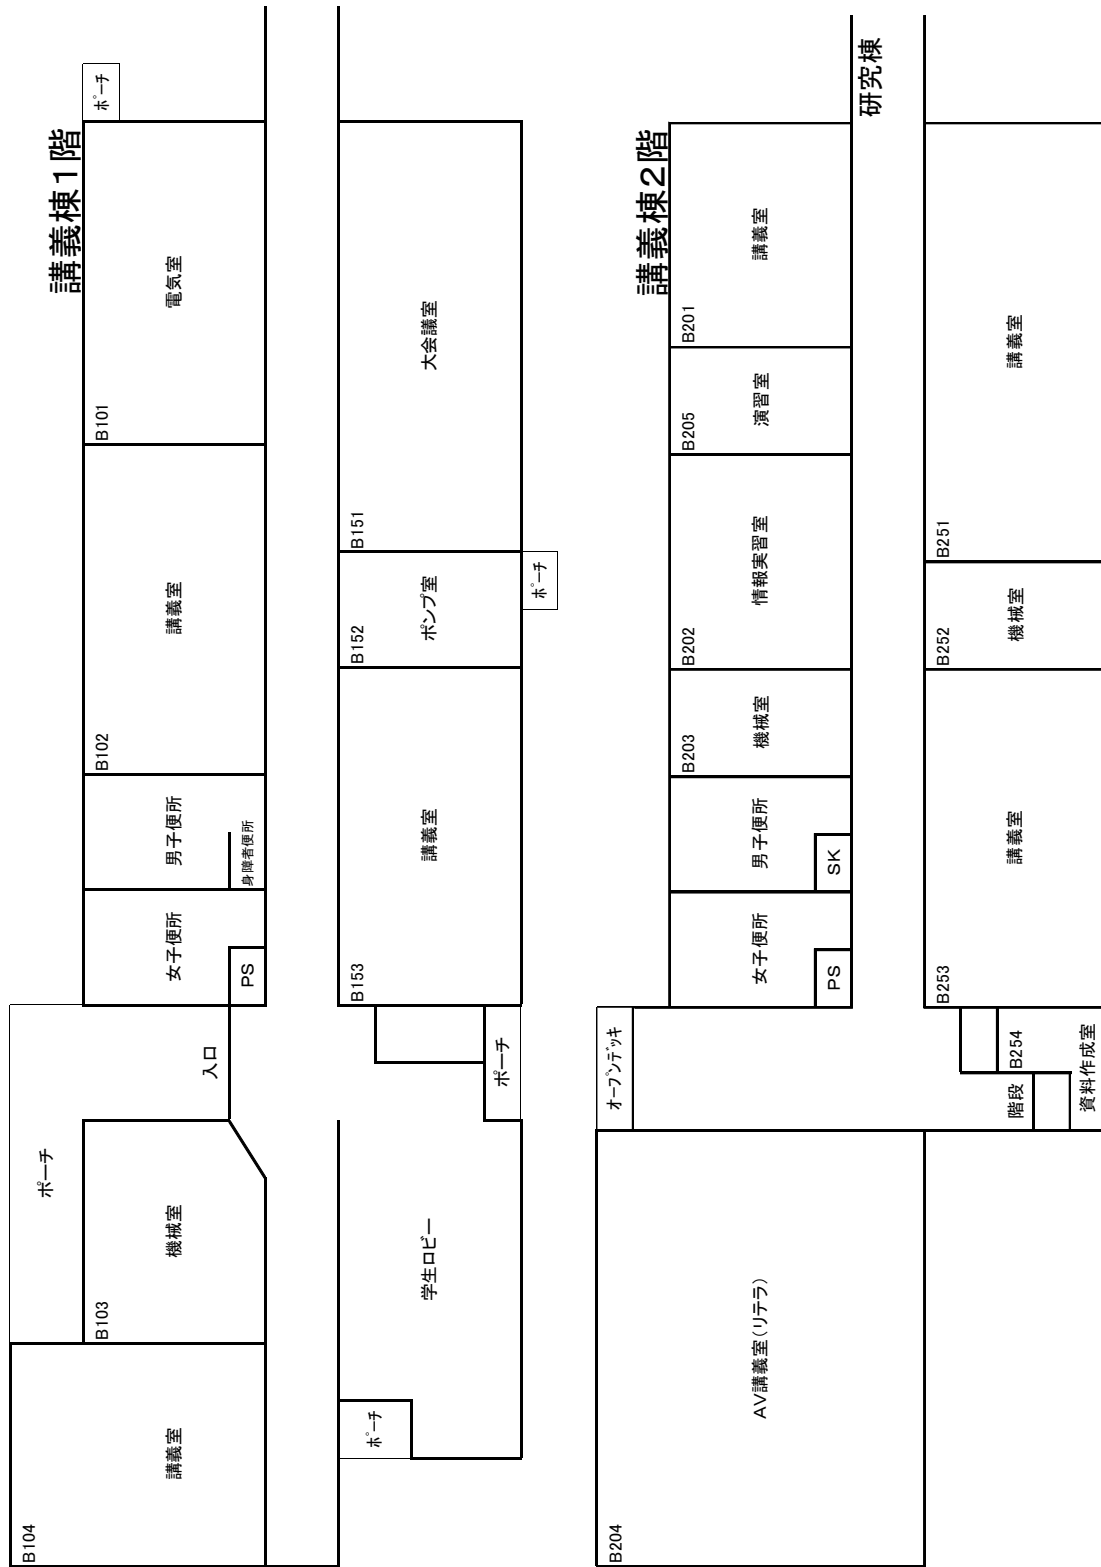 講義棟1階
B104
講義室
ポーチ
B103
機械室
入口
女子便所
PS
男子便所
身障者便所
B102
講義室
B101
電気室
ポーチ
ポーチ
学生ロビー
ポーチ
B153
講義室
B152
ポンプ室
ポーチ
B151
大会議室
講義棟2階
B204
AV講義室(リテラ)
オープンデッキ
女子便所
PS
男子便所
SK
B203
機械室
B202
情報実習室
B205
演習室
B201
講義室
研究棟
階段
B254
資料作成室
B253
講義室
B252
機械室
B251
講義室